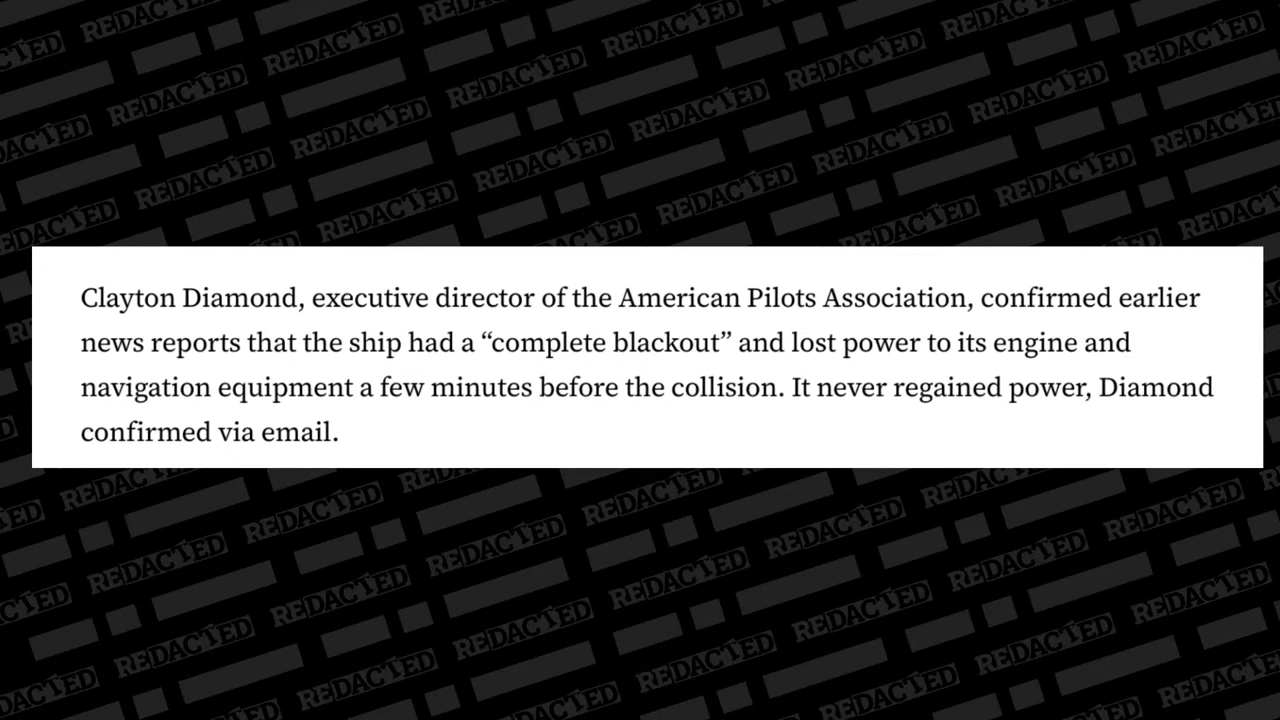 Clayton Diamond, executive director of the American Pilots Association, confirmed earlier
news reports that the ship had a “complete blackout” and lost power to its engine and
navigation equipment a few minutes before the collision. It never regained power, Diamond
confirmed via email.
REDACTED